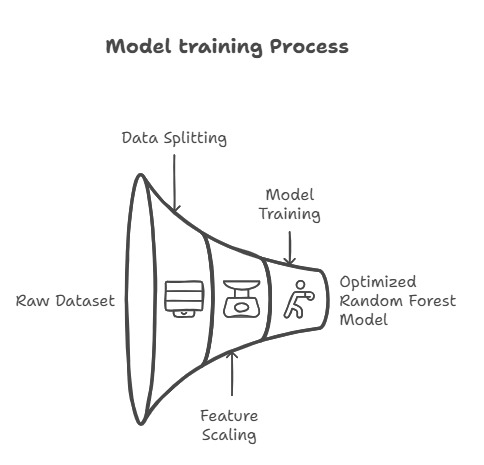 Model training Process
Data Splitting
Model
Training
Raw Dataset
Optimized
Random Forest
Model
Feature
Scaling